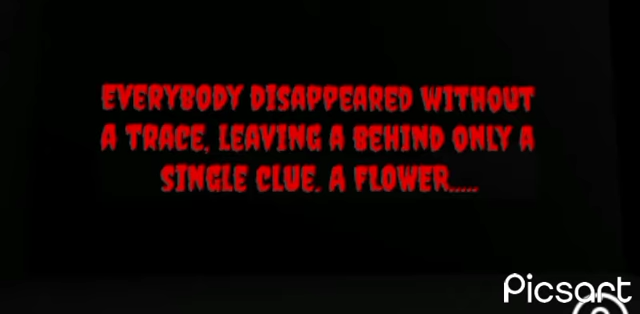 EVERYBODY DISAPPEARED WITHOUT
A TRACE, LEAVING A BEHIND ONLY A
SINGLE CLUE. A FLOWER.....
Picsart